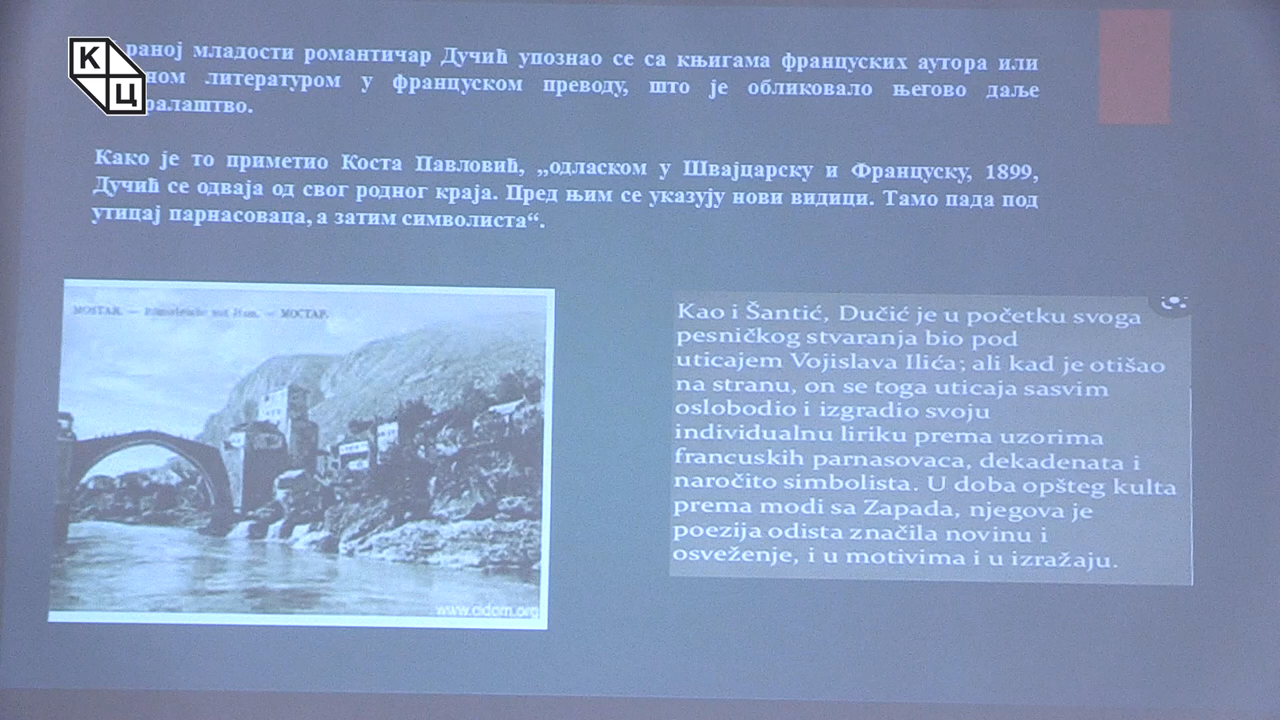 К
Ц
раној младости романтичар Дучић упознао се са књигама француских аутора или
литературом у француском преводу, што је обликовало његово даље
Како је то приметио Коста Павловић, „одласком у Швајцарску и Француску, 1899,
Дучић се одваја од свог родног краја. Пред њим се указују нови видици. Тамо пада под
утицај парнасоваца, а затим символиста“.
MOSTAR. — — МОСТАР.
www.cidom.org
Kao i Šantić, Dučić je u početku svoga
pesničkog stvaranja bio pod
uticajem Vojislava Ilića; ali kad je otišao
na stranu, on se toga uticaja sasvim
oslobodio i izgradio svoju
individualnu liriku prema uzorima
francuskih parnasovaca, dekadenata i
naročito simbolista. U doba opšteg kulta
prema modi sa Zapada, njegova je
poezija odista značila novinu i
osveženje, i u motivima i u izražaju.